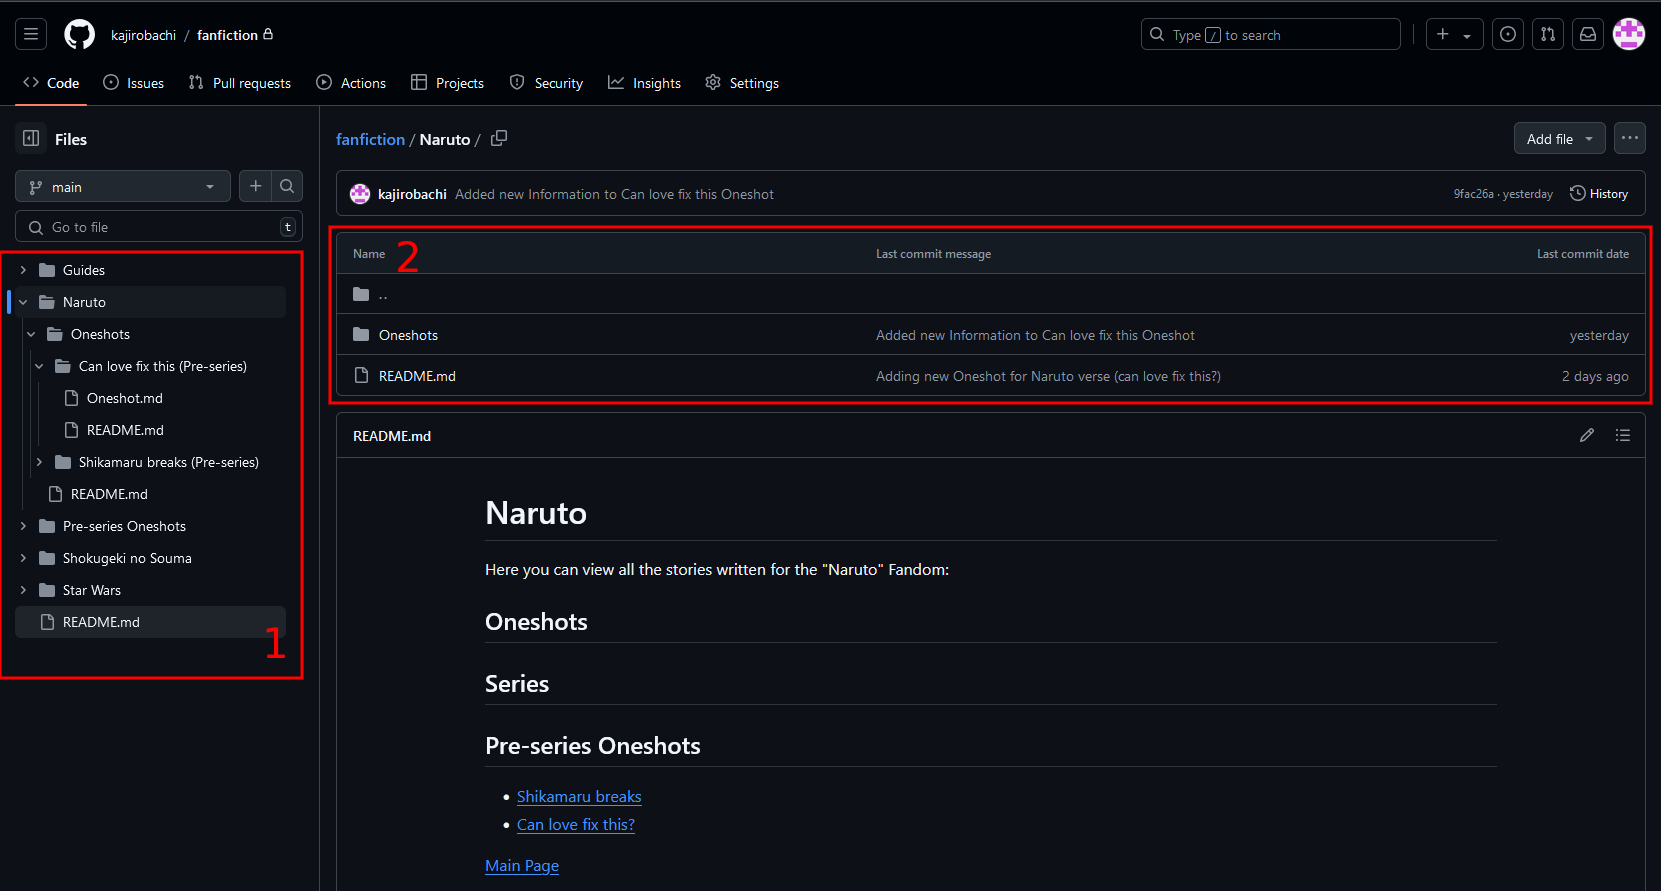 kajirobachi / fanfiction
Type / to search
Code
Issues
Pull requests
Actions
Projects
Security
Insights
Settings
Files
main
Go to file
t
Guides
Naruto
Oneshots
Can love fix this (Pre-series)
Oneshot.md
README.md
Shikamaru breaks (Pre-series)
README.md
Pre-series Oneshots
Shokugeki no Souma
Star Wars
README.md
1
fanfiction / Naruto /
Add file
kajirobachi Added new Information to Can love fix this Oneshot
9fac26a · yesterday
History
2
Name Last commit message Last commit date
..
Oneshots Added new Information to Can love fix this Oneshot yesterday
README.md Adding new Oneshot for Naruto verse (can love fix this?) 2 days ago
README.md
Naruto
Here you can view all the stories written for the "Naruto" Fandom:
Oneshots
Series
Pre-series Oneshots
Shikamaru breaks
Can love fix this?
Main Page